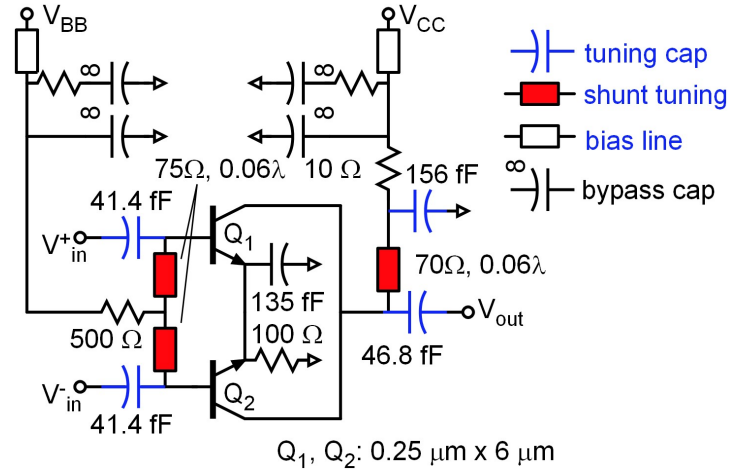 V_BB
V_CC
∞
∞
∞
∞
tuning cap
shunt tuning
bias line
∞
bypass cap
75Ω, 0.06λ
10 Ω
156 fF
41.4 fF
V⁺in
Q₁
70Ω, 0.06λ
135 fF
V_out
500 Ω
100 Ω
46.8 fF
V⁻in
Q₂
41.4 fF
Q₁, Q₂: 0.25 μm x 6 μm